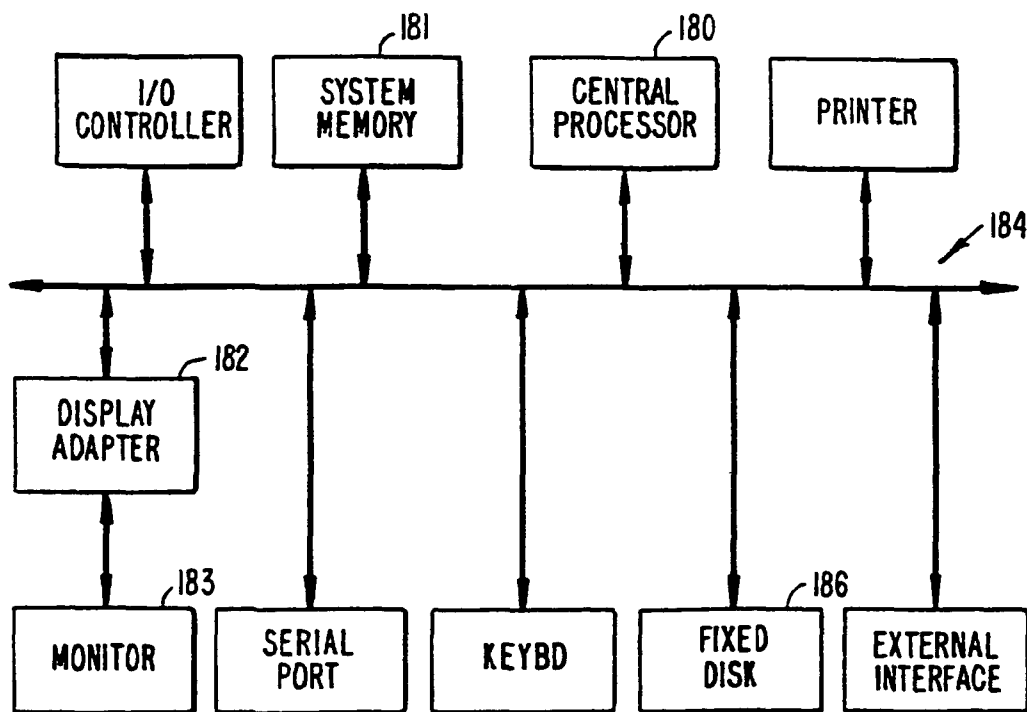 181
180
I/O
CONTROLLER
SYSTEM
MEMORY
CENTRAL
PROCESSOR
PRINTER
184
182
DISPLAY
ADAPTER
183
186
MONITOR
SERIAL
PORT
KEYBD
FIXED
DISK
EXTERNAL
INTERFACE